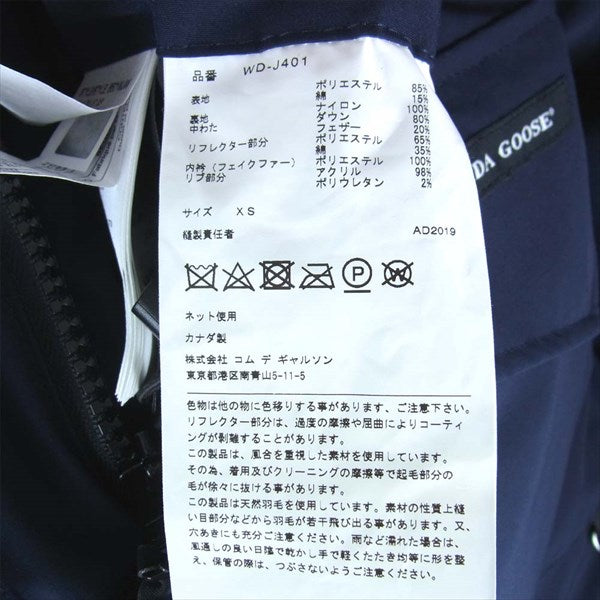 品番 WD-J401
表地 ポリエステル 85%
綿 15%
裏地 ナイロン 100%
中わた ダウン 80%
フェザー 20%
リフレクター部分 ポリエステル 65%
綿 35%
内衿（フェイクファー） ポリエステル 100%
リブ部分 アクリル 98%
ポリウレタン 2%
サイズ XS
縫製責任者 AD2019
P W
ネット使用
カナダ製
株式会社 コム デ ギャルソン
東京都港区南青山5-11-5
色物は他の物に色移りする事があります。ご注意下さい。
リフレクター部分は、過度の摩擦や屈曲によりコーティ
ングが剥離することがあります。
この製品は、風合を重視した素材を使用しています。
その為、着用及びクリーニングの摩擦等で起毛部分の
毛が徐々に抜ける事があります。
この製品は天然羽毛を使用しています。素材の性質上縫
い目部分などから羽毛が若干飛び出る事があります。又、
穴あきにも充分ご注意ください。雨など濡れた場合は、
風通しの良い日陰で乾かし手で軽くたたき均等に形を整
え、保管の際は、つぶさないようにご注意ください。
DA GOOSE®